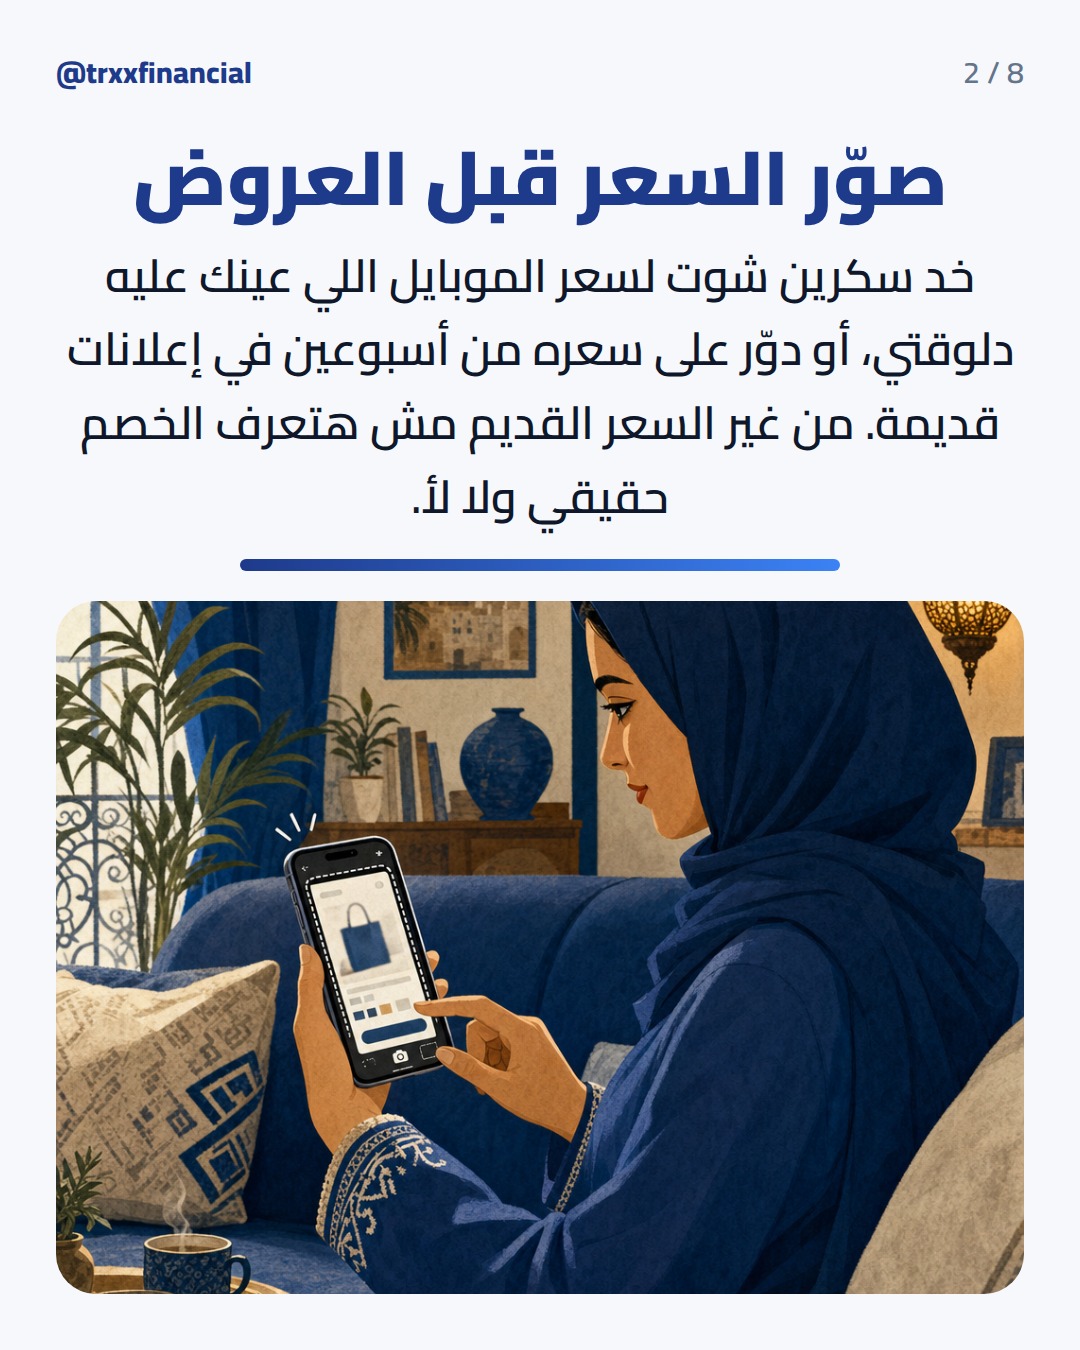 @trxxfinancial
2 / 8
صوّر السعر قبل العروض
خد سكرين شوت لسعر الموبايل اللي عينك عليه
دلوقتي، أو دوّر على سعره من أسبوعين في إعلانات
قديمة. من غير السعر القديم مش هتعرف الخصم
حقيقي ولا لأ.